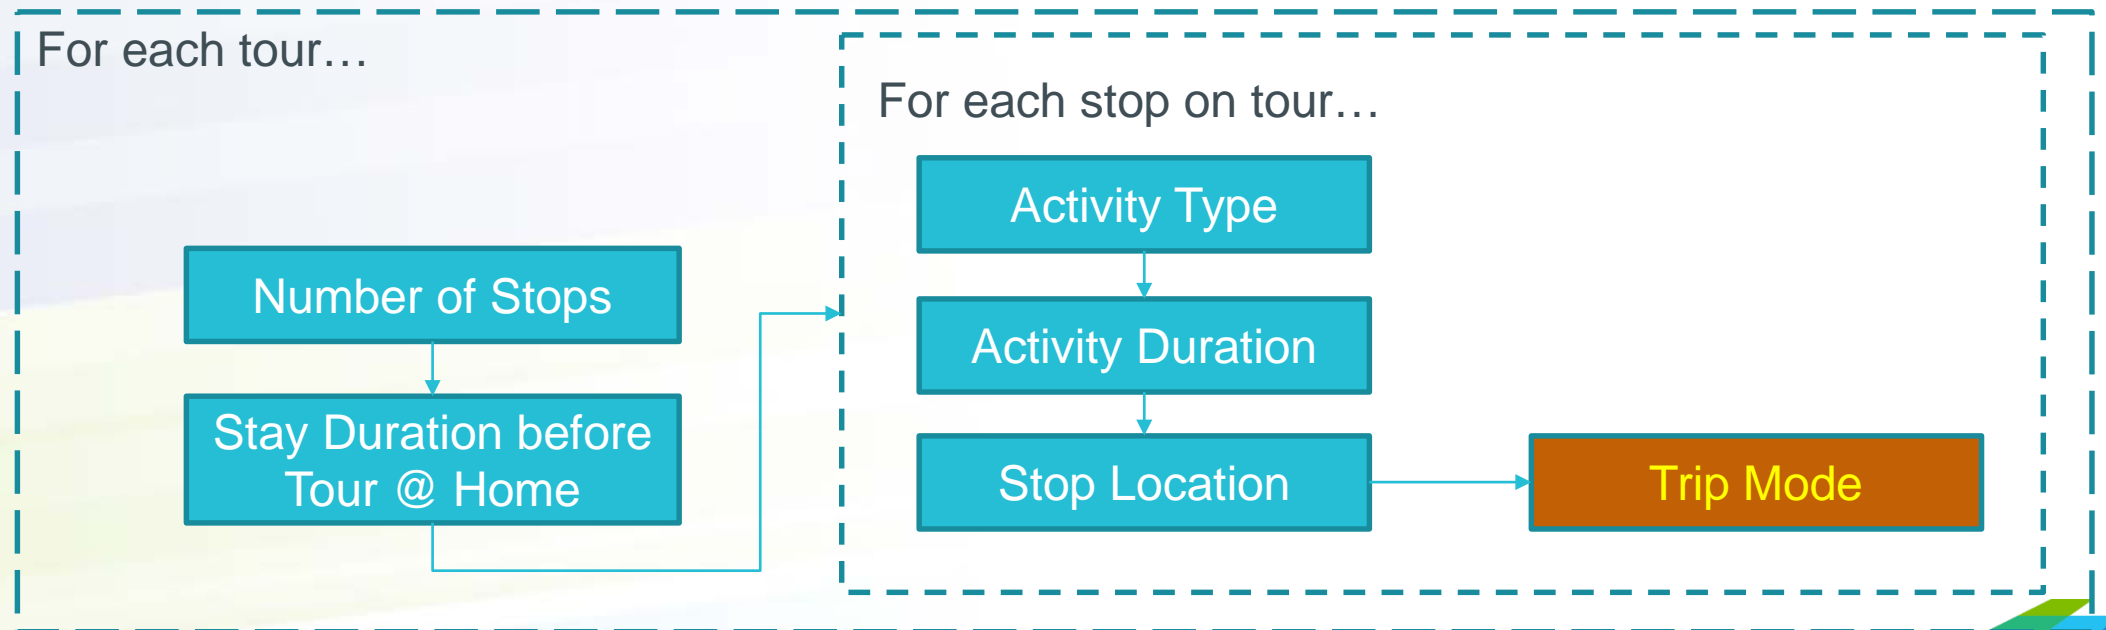 For each tour…
Number of Stops
Stay Duration before
Tour @ Home
For each stop on tour…
Activity Type
Activity Duration
Stop Location
Trip Mode